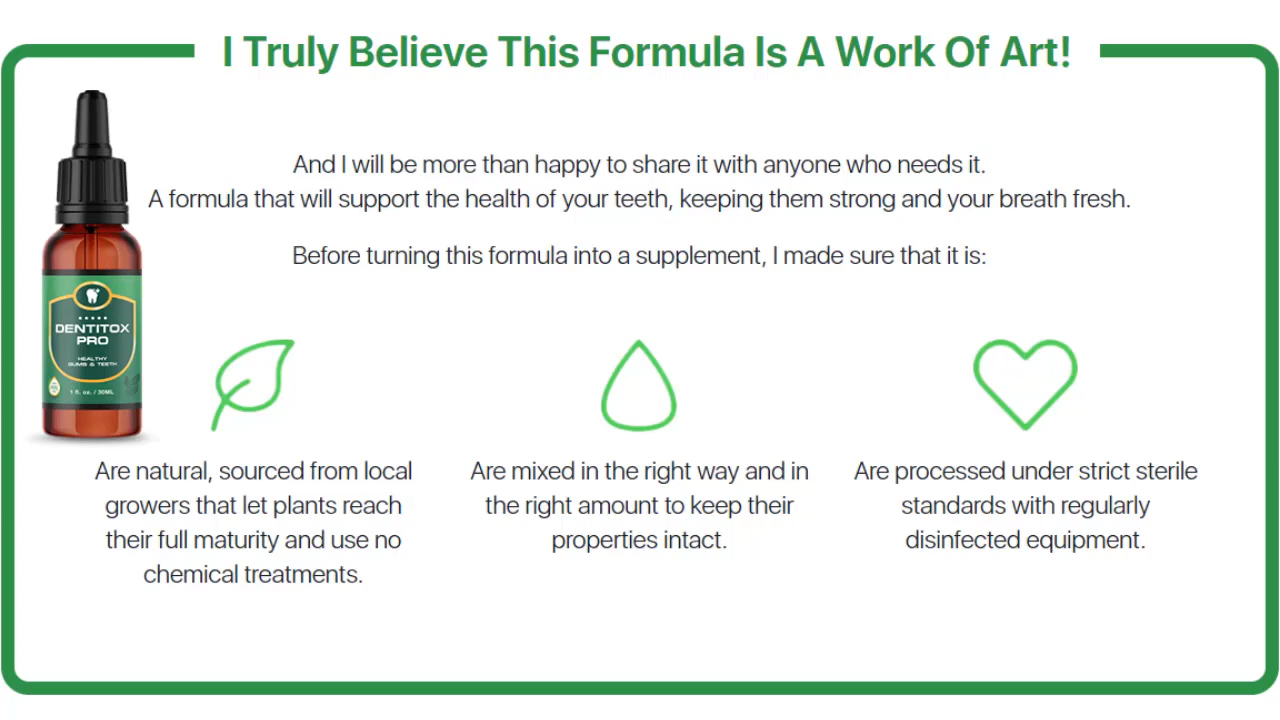 I Truly Believe This Formula Is A Work Of Art!
And I will be more than happy to share it with anyone who needs it.
A formula that will support the health of your teeth, keeping them strong and your breath fresh.
Before turning this formula into a supplement, I made sure that it is:
DENTITOX
PRO
HEALTHY
GUMS & TEETH
1 fl. oz. / 30ML
Are natural, sourced from local
growers that let plants reach
their full maturity and use no
chemical treatments.
Are mixed in the right way and in
the right amount to keep their
properties intact.
Are processed under strict sterile
standards with regularly
disinfected equipment.